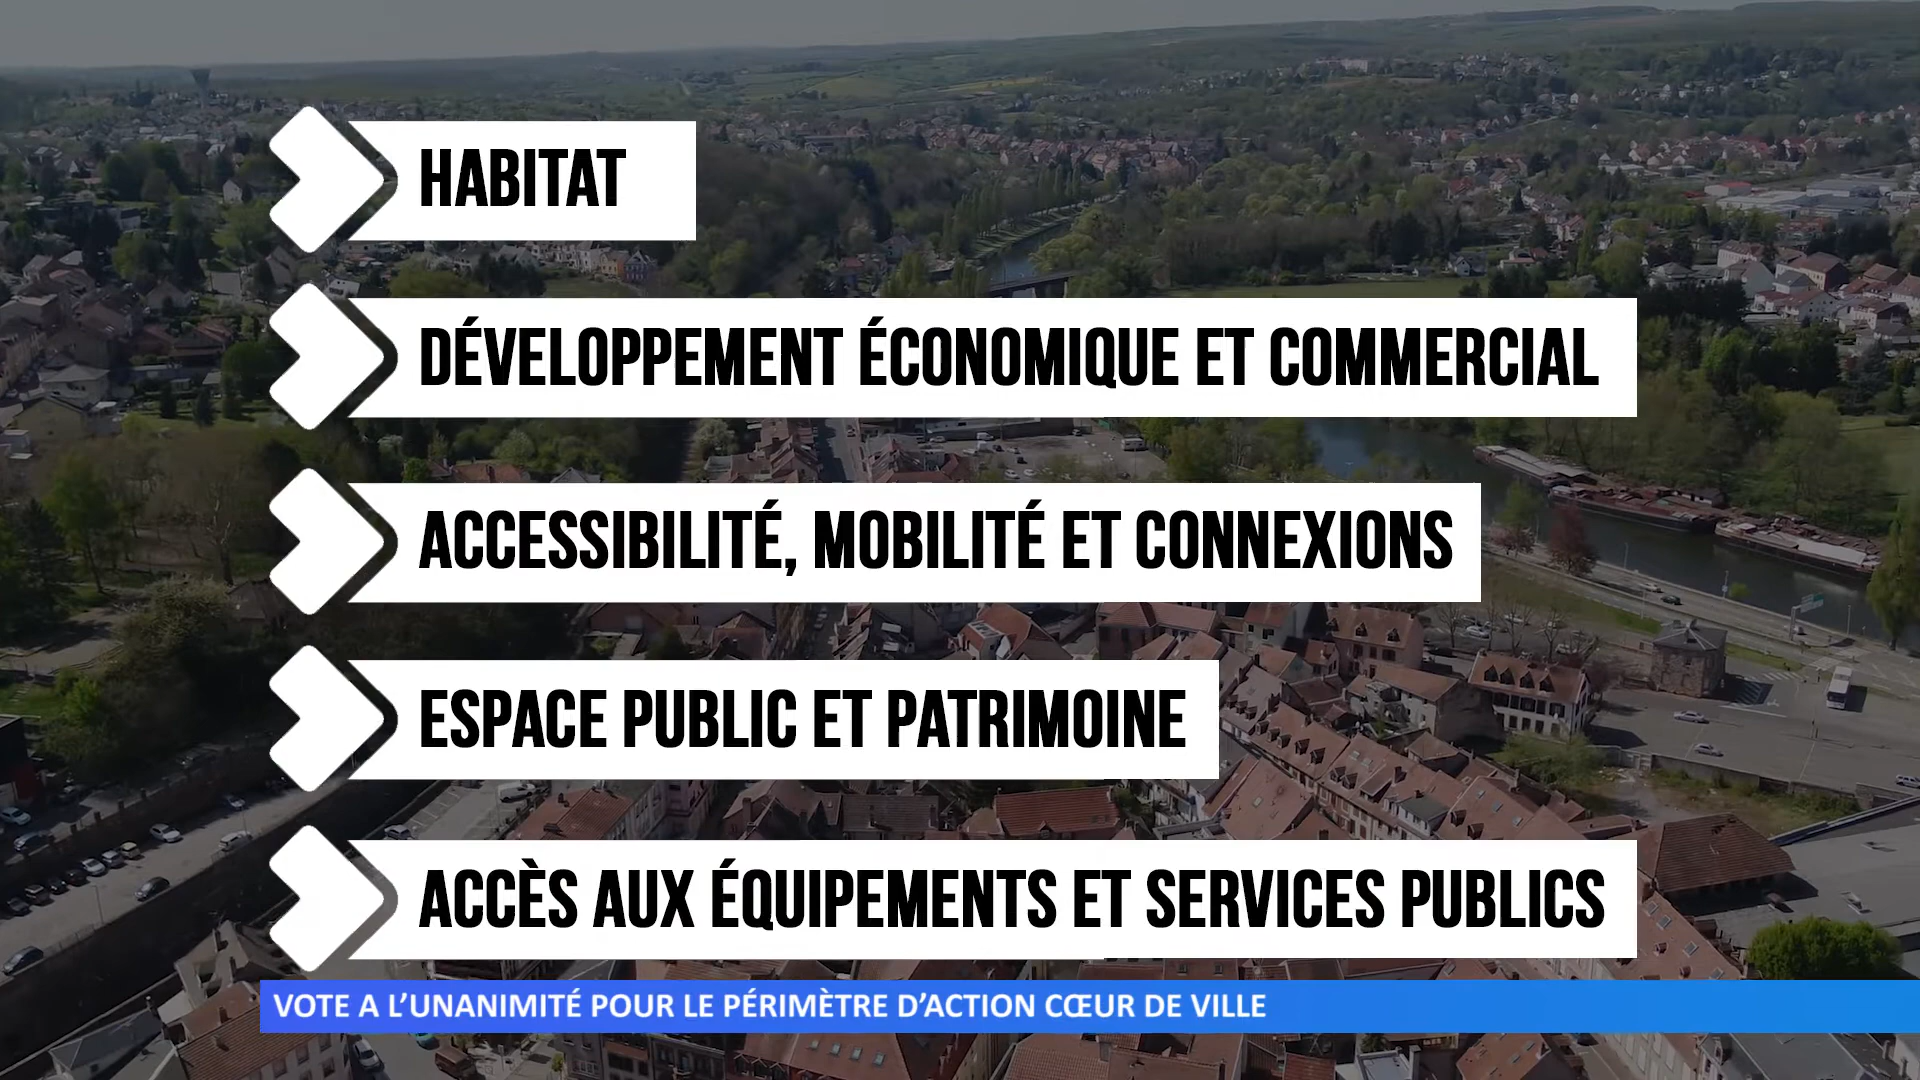 HABITAT
DÉVELOPPEMENT ÉCONOMIQUE ET COMMERCIAL
ACCESSIBILITÉ, MOBILITÉ ET CONNEXIONS
ESPACE PUBLIC ET PATRIMOINE
ACCÈS AUX ÉQUIPEMENTS ET SERVICES PUBLICS
VOTE A L’UNANIMITÉ POUR LE PÉRIMÈTRE D’ACTION CŒUR DE VILLE